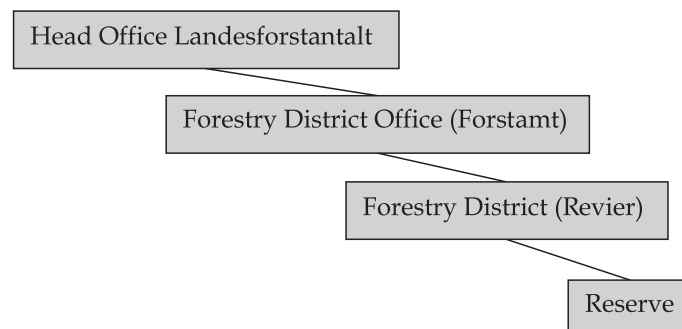 Head Office Landesforstantalt
Forestry District Office (Forstamt)
Forestry District (Revier)
Reserve